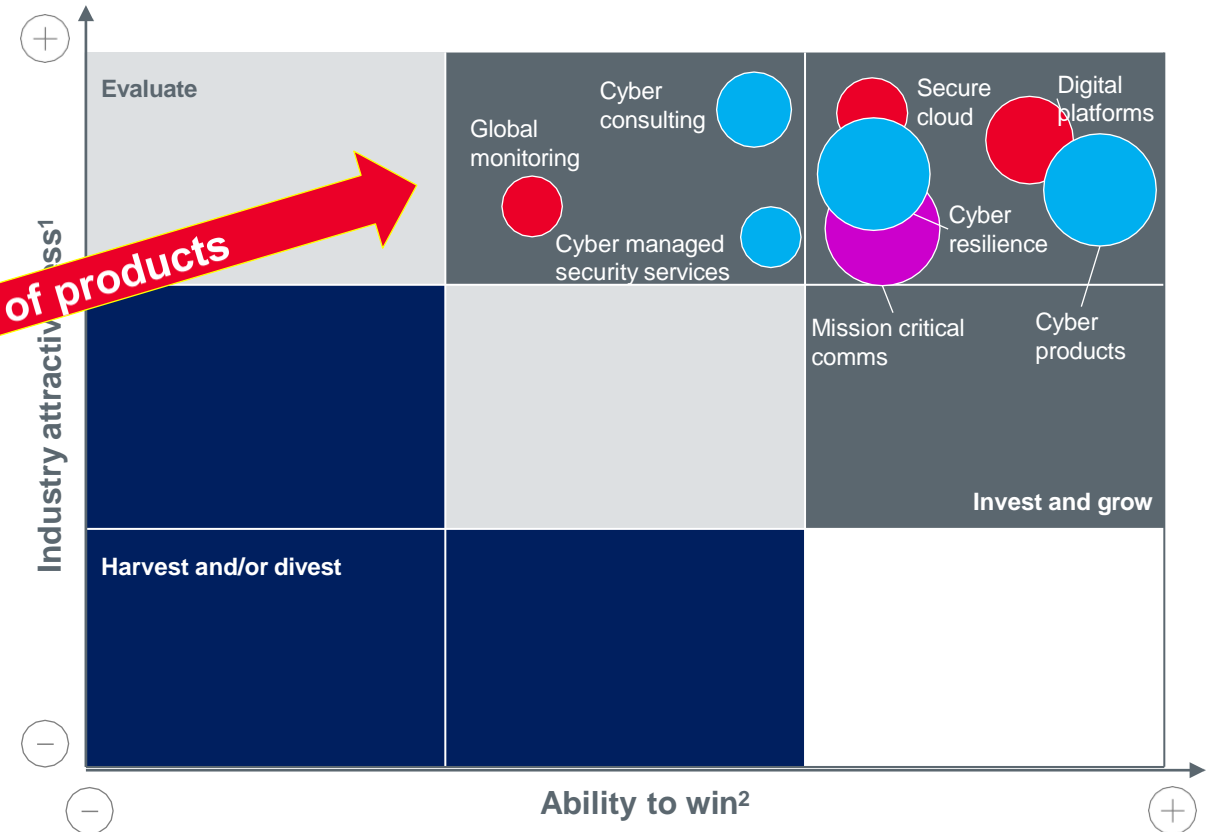 Evaluate
Cyber
consulting
Global
monitoring
Cyber managed
security services
Secure
cloud
Digital
platforms
Cyber
resilience
Mission critical
comms
Cyber
products
of products
Invest and grow
Harvest and/or divest
Industry
Ability to win²
+
−
−
+